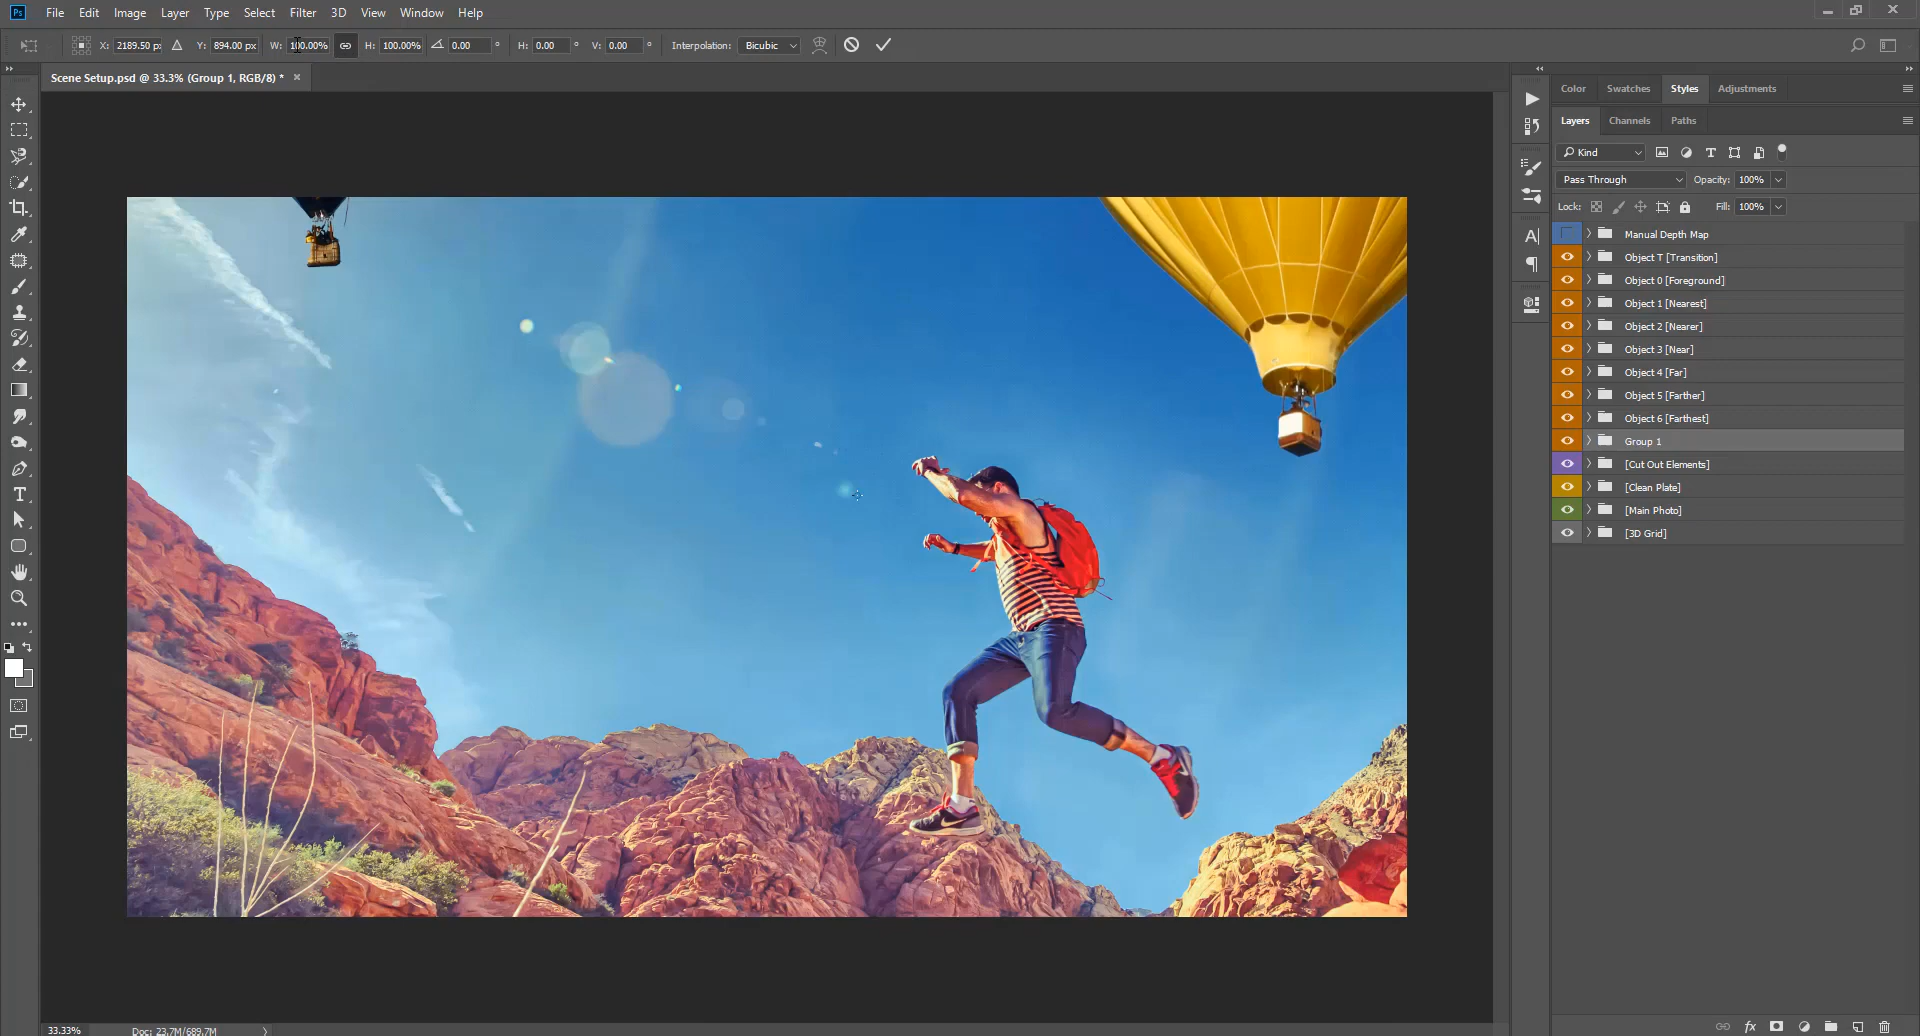 Ps File Edit Image Layer Type Select Filter 3D View Window Help
X: 2189.50 px Y: 894.00 px W: 100.00% H: 100.00% 0.00 ° H: 0.00 ° V: 0.00 ° Interpolation: Bicubic
Scene Setup.psd @ 33.3% (Group 1, RGB/8) * ×
Color Swatches Styles Adjustments
Layers Channels Paths
Kind
Pass Through Opacity: 100%
Lock: Fill: 100%
Manual Depth Map
Object T [Transition]
Object 0 [Foreground]
Object 1 [Nearest]
Object 2 [Nearer]
Object 3 [Near]
Object 4 [Far]
Object 5 [Farther]
Object 6 [Farthest]
Group 1
[Cut Out Elements]
[Clean Plate]
[Main Photo]
[3D Grid]
33.33% Doc: 23.7M/689.7M
fx